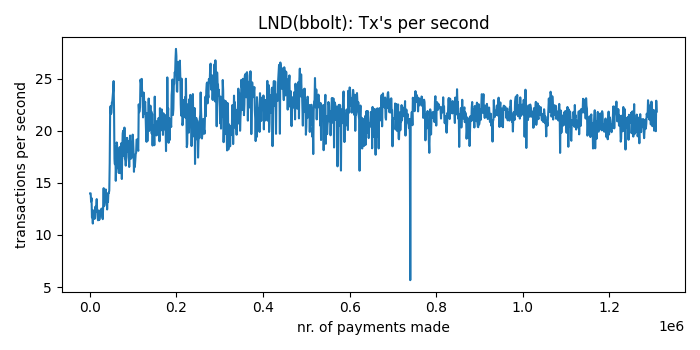 LND(bbolt): Tx's per second
transactions per second
25
20
15
10
5
0.0 0.2 0.4 0.6 0.8 1.0 1.2
1e6
nr. of payments made